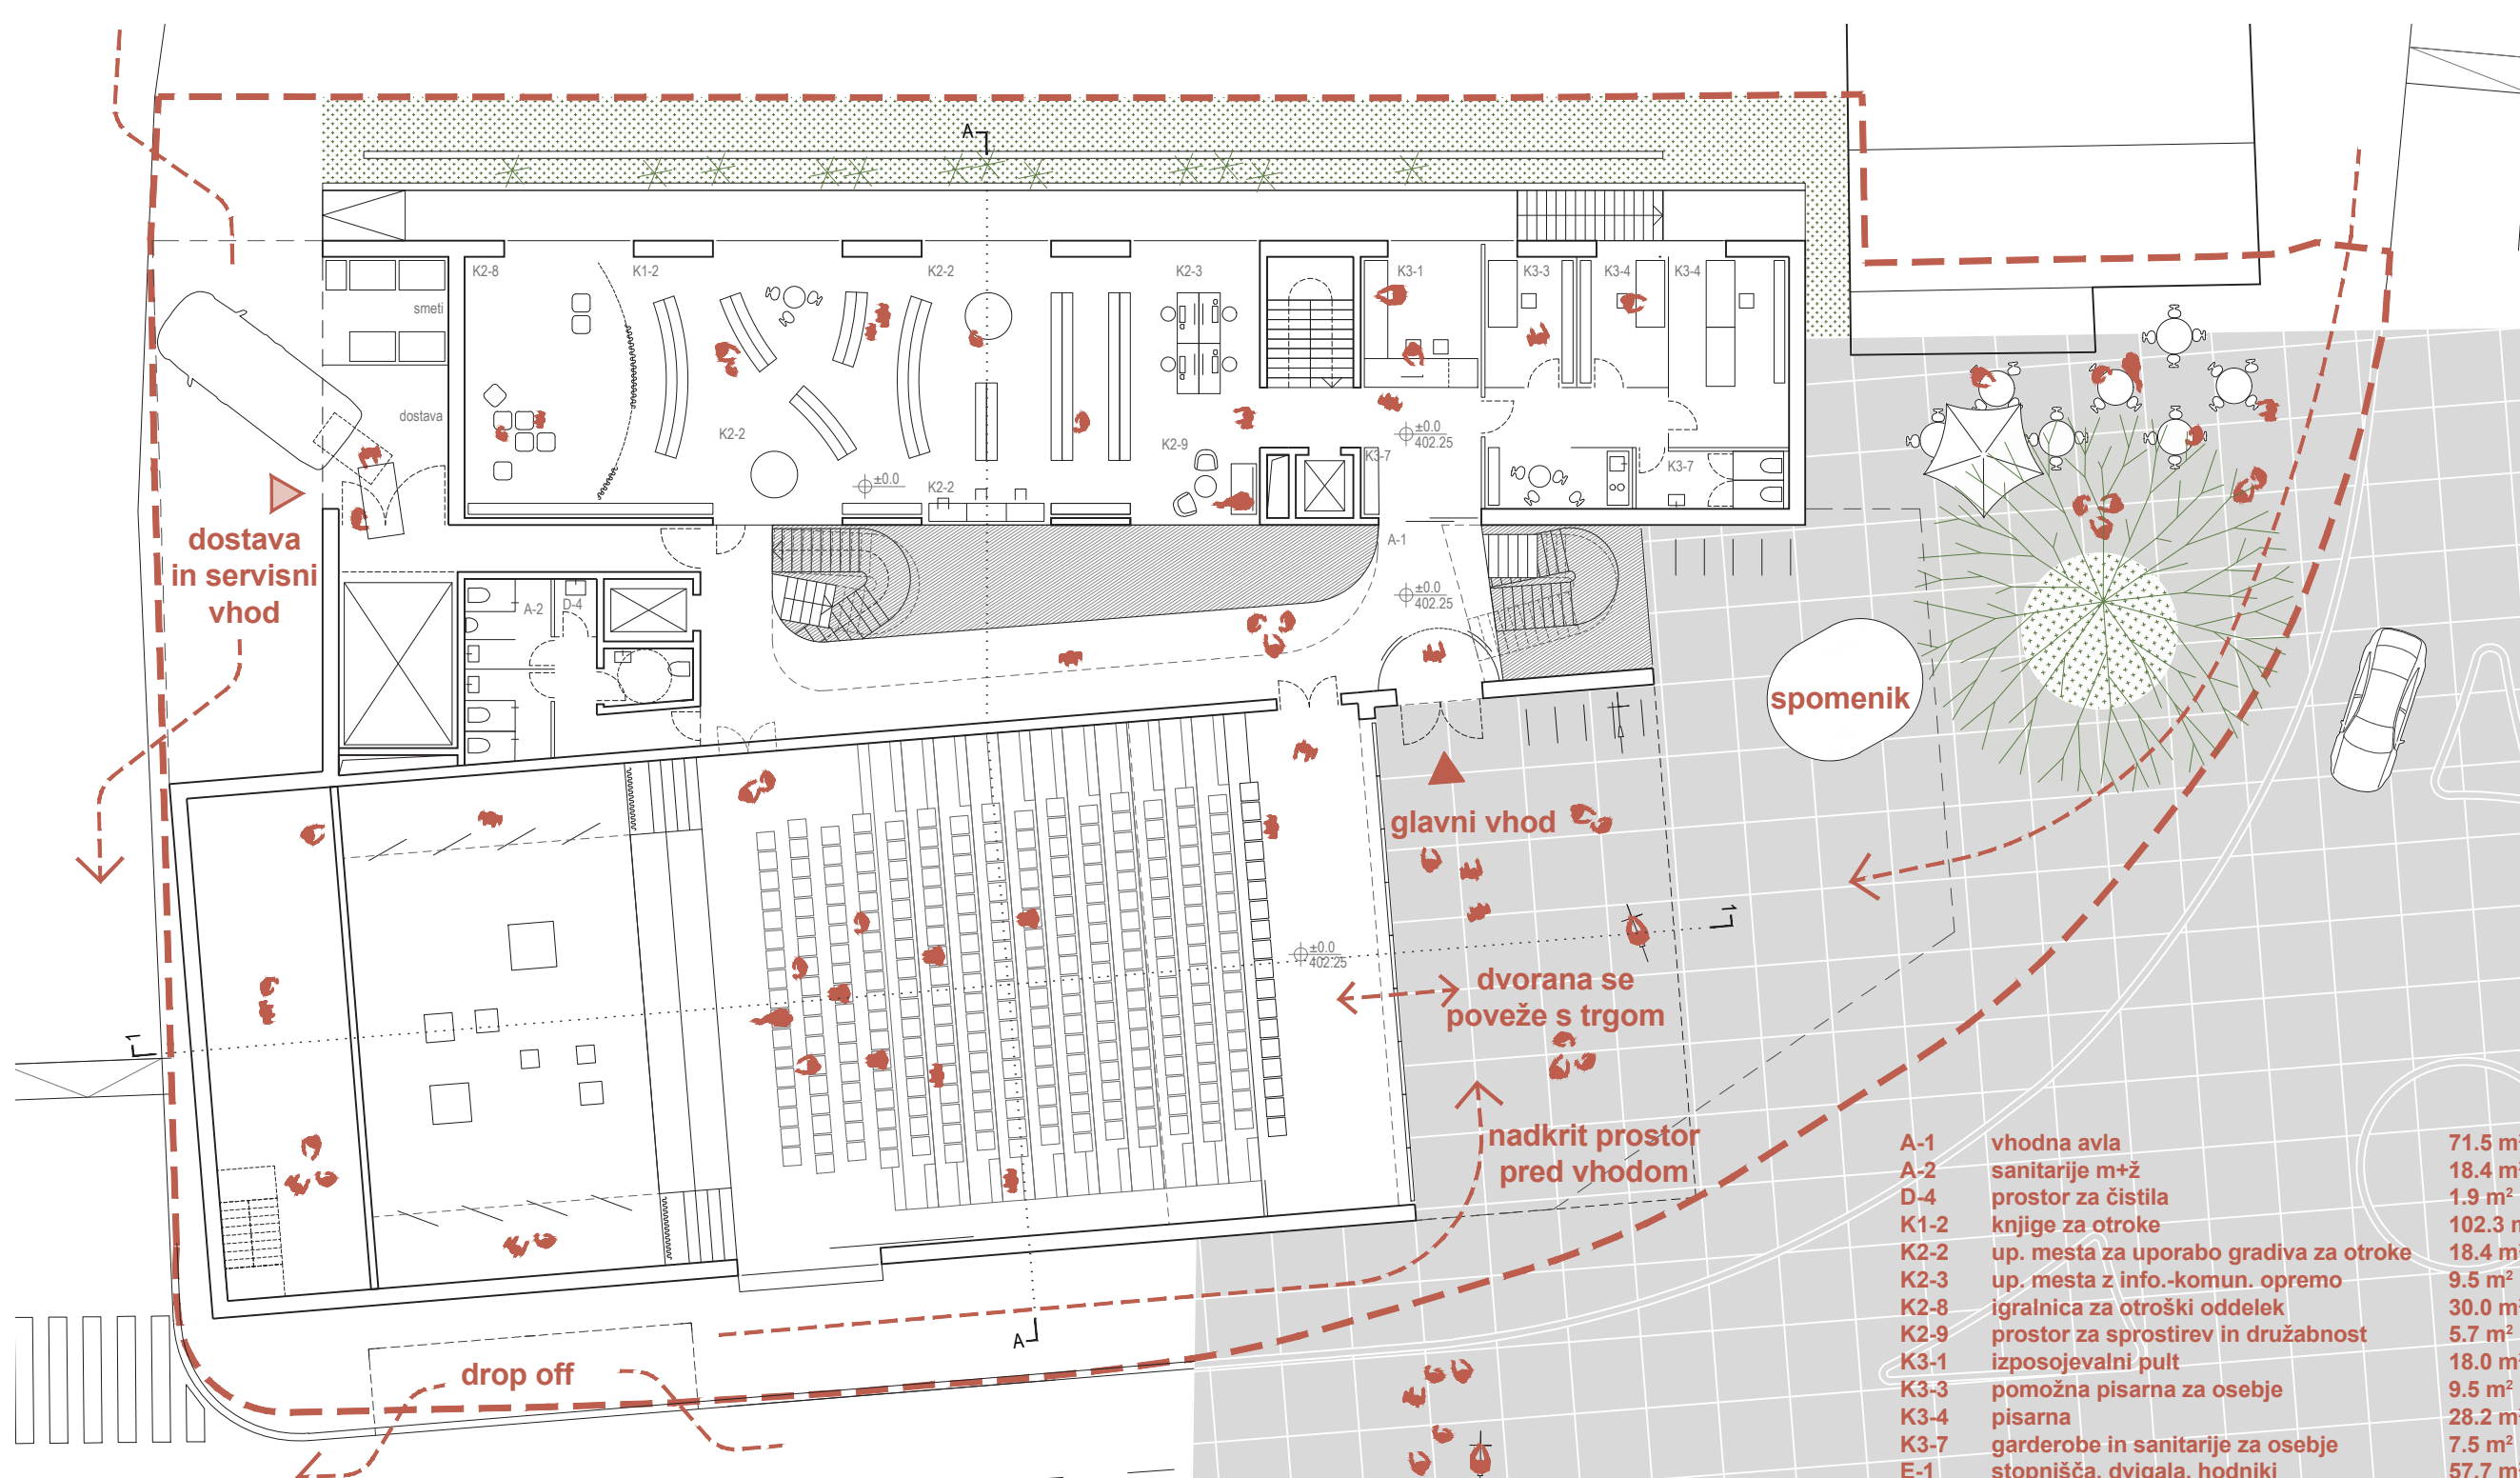 A
K2-8
K1-2
K2-2
K2-3
K3-1
K3-3
K3-4
K3-4
smeti
dostava
K2-2
K2-9
K3-7
K3-7
±0.0
402.25
±0.0
K2-2
dostava
in servisni
vhod
A-1
A-2
D-4
±0.0
402.25
spomenik
glavni vhod
1
±0.0
402.25
dvorana se
poveže s trgom
1
nadkrit prostor
pred vhodom
A
drop off
A-1 vhodna avla 71.5 m²
A-2 sanitarije m+ž 18.4 m²
D-4 prostor za čistila 1.9 m²
K1-2 knjige za otroke 102.3 m
K2-2 up. mesta za uporabo gradiva za otroke 18.4 m²
K2-3 up. mesta z info.-komun. opremo 9.5 m²
K2-8 igralnica za otroški oddelek 30.0 m²
K2-9 prostor za sprostirev in družabnost 5.7 m²
K3-1 izposojevalni pult 18.0 m²
K3-3 pomožna pisarna za osebje 9.5 m²
K3-4 pisarna 28.2 m²
K3-7 garderobe in sanitarije za osebje 7.5 m²
E-1 stopnišča, dvigala, hodniki 57.7 m²